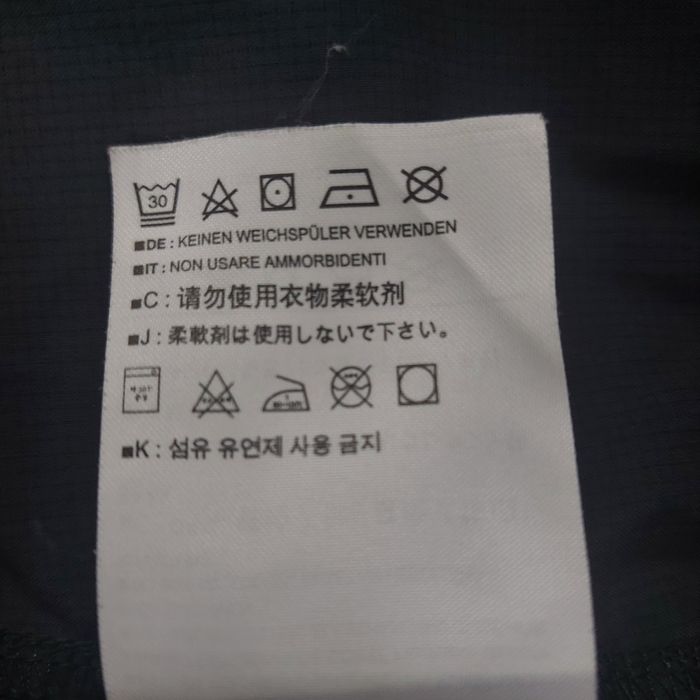 30
■DE : KEINEN WEICHSPÜLER VERWENDEN
■IT : NON USARE AMMORBIDENTI
■C : 请勿使用衣物柔软剂
■J : 柔軟剤は使用しないで下さい。
■K : 섬유 유연제 사용 금지